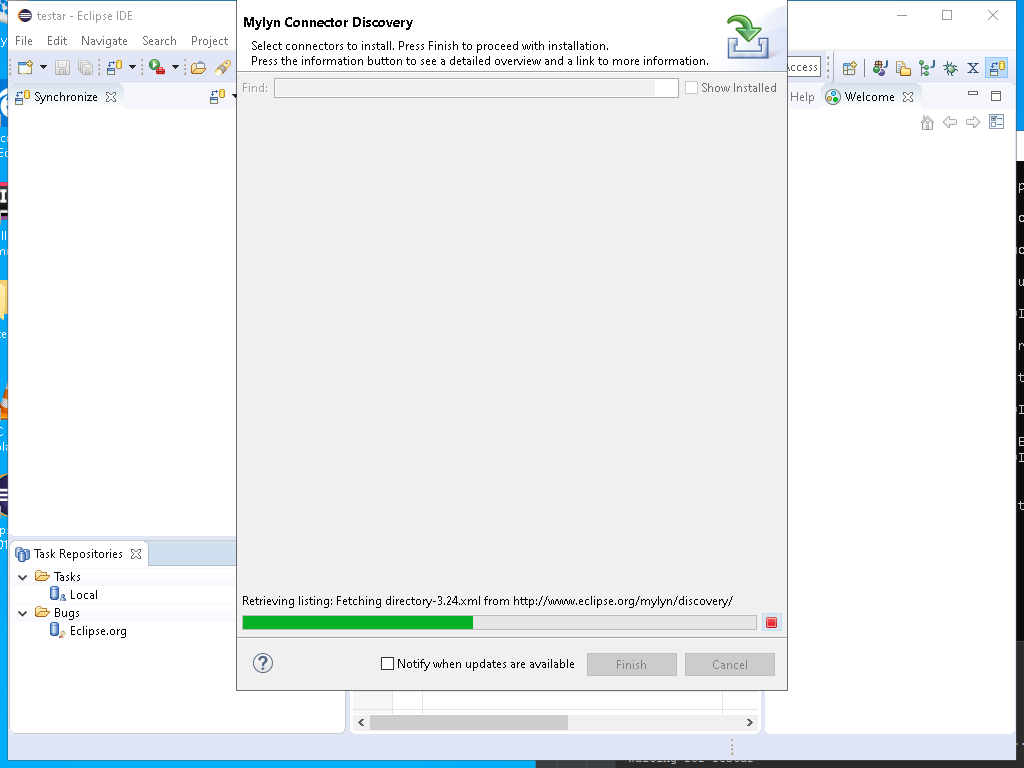 testar - Eclipse IDE
File Edit Navigate Search Project
Synchronize
Mylyn Connector Discovery
Select connectors to install. Press Finish to proceed with installation.
Press the information button to see a detailed overview and a link to more information.
Find:
Show Installed
Help
Welcome
Task Repositories
Tasks
Local
Bugs
Eclipse.org
Retrieving listing: Fetching directory-3.24.xml from http://www.eclipse.org/mylyn/discovery/
Notify when updates are available
Finish
Cancel